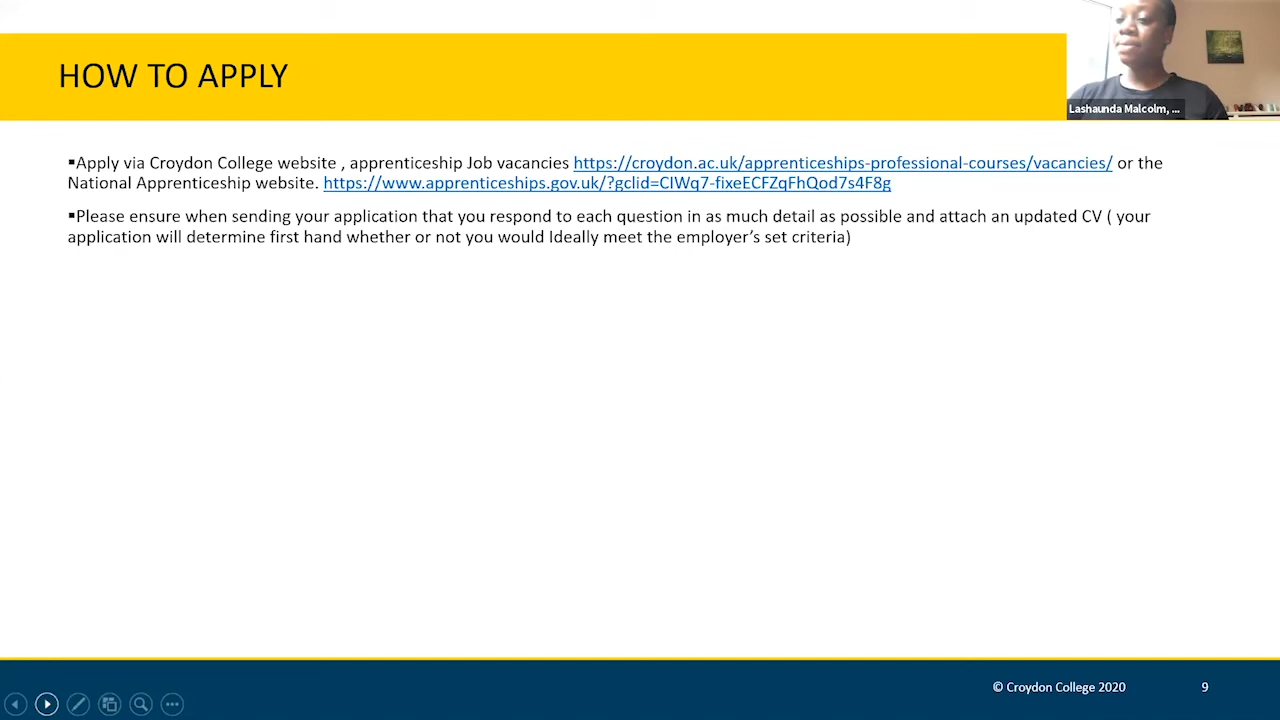 HOW TO APPLY
Lashaunda Malcolm, ...
▪Apply via Croydon College website , apprenticeship Job vacancies https://croydon.ac.uk/apprenticeships-professional-courses/vacancies/ or the
National Apprenticeship website. https://www.apprenticeships.gov.uk/?gclid=CIWq7-fixeECFZqFhQod7s4F8g
▪Please ensure when sending your application that you respond to each question in as much detail as possible and attach an updated CV ( your
application will determine first hand whether or not you would Ideally meet the employer’s set criteria)
© Croydon College 2020
9